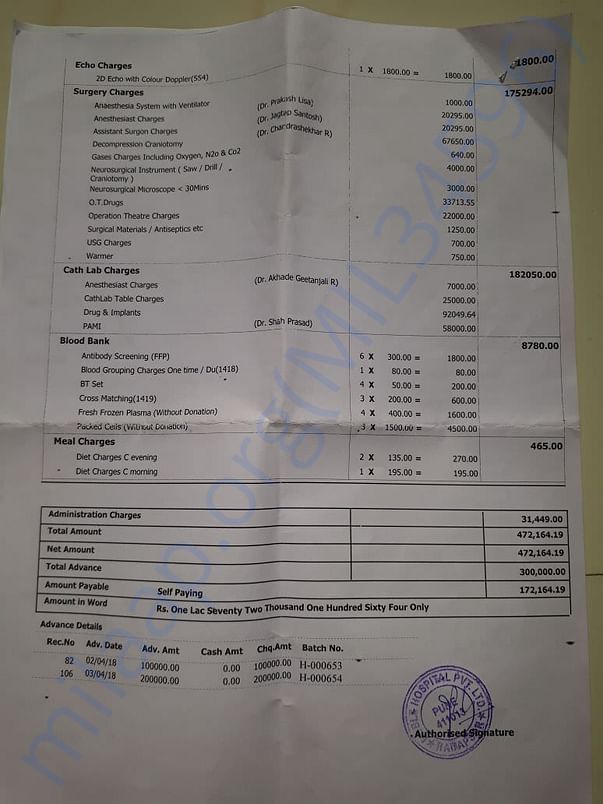 Echo Charges 1800.00
2D Echo with Colour Doppler(554) 1 X 1800.00 = 1800.00
Surgery Charges 175294.00
Anaesthesia System with Ventilator 1000.00
Anesthesiast Charges (Dr. Prakash Lisa) 20295.00
Assistant Surgon Charges (Dr. Jagtap Santosh) 20295.00
Decompression Craniotomy (Dr. Chandrashekhar R) 67650.00
Gases Charges Including Oxygen, N2o & Co2 640.00
Neurosurgical Instrument ( Saw / Drill / 4000.00
Craniotomy )
Neurosurgical Microscope < 30Mins 3000.00
O.T.Drugs 33713.55
Operation Theatre Charges 22000.00
Surgical Materials / Antiseptics etc 1250.00
USG Charges 700.00
Warmer 750.00
Cath Lab Charges 182050.00
Anesthesiast Charges (Dr. Akhade Geetanjali R) 7000.00
CathLab Table Charges 25000.00
Drug & Implants 92049.64
PAMI (Dr. Shah Prasad) 58000.00
Blood Bank 8780.00
Antibody Screening (FFP) 6 X 300.00 = 1800.00
Blood Grouping Charges One time / Du(1418) 1 X 80.00 = 80.00
BT Set 4 X 50.00 = 200.00
Cross Matching(1419) 3 X 200.00 = 600.00
Fresh Frozen Plasma (Without Donation) 4 X 400.00 = 1600.00
Packed Cells (Without Donation) 3 X 1500.00 = 4500.00
Meal Charges 465.00
Diet Charges C evening 2 X 135.00 = 270.00
Diet Charges C morning 1 X 195.00 = 195.00
Administration Charges 31,449.00
Total Amount 472,164.19
Net Amount 472,164.19
Total Advance 300,000.00
Amount Payable Self Paying 172,164.19
Amount in Word Rs. One Lac Seventy Two Thousand One Hundred Sixty Four Only
Advance Details
Rec.No Adv. Date Adv. Amt Cash Amt Chq.Amt Batch No.
82 02/04/18 100000.00 0.00 100000.00 H-000653
106 03/04/18 200000.00 0.00 200000.00 H-000654
HOSPITAL PVT. LTD.
PUNE
411013
Authorised Signature